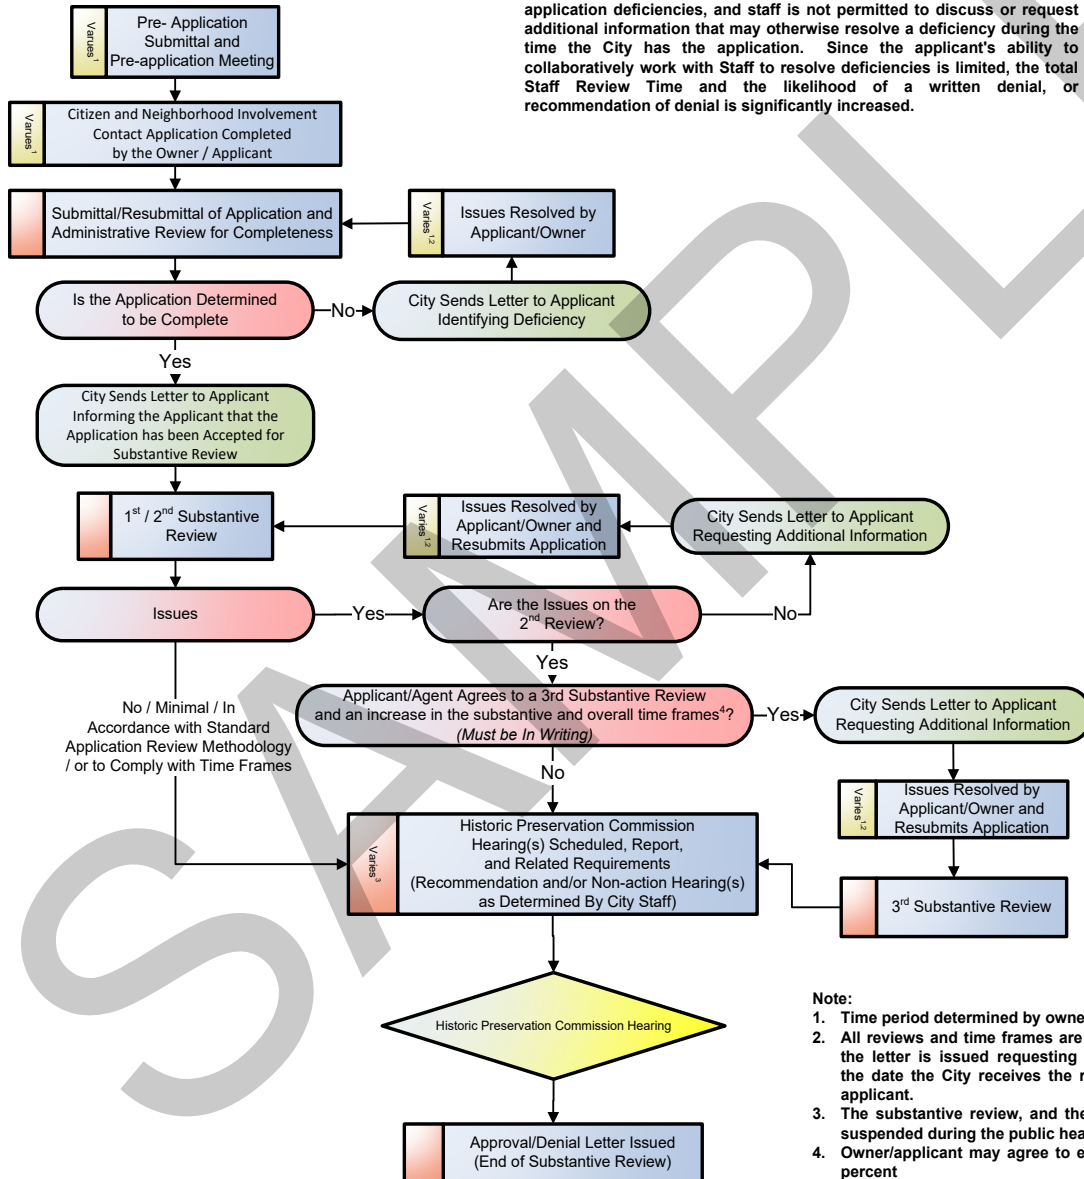 application deficiencies, and staff is not permitted to discuss or request
additional information that may otherwise resolve a deficiency during the
time the City has the application. Since the applicant's ability to
collaboratively work with Staff to resolve deficiencies is limited, the total
Staff Review Time and the likelihood of a written denial, or
recommendation of denial is significantly increased.
Varues1
Pre- Application
Submittal and
Pre-application Meeting
Varues1
Citizen and Neighborhood Involvement
Contact Application Completed
by the Owner / Applicant
Submittal/Resubmittal of Application and
Administrative Review for Completeness
Varies1,2
Issues Resolved by
Applicant/Owner
Is the Application Determined
to be Complete
No
City Sends Letter to Applicant
Identifying Deficiency
Yes
City Sends Letter to Applicant
Informing the Applicant that the
Application has been Accepted for
Substantive Review
1st / 2nd Substantive
Review
Varies1,2
Issues Resolved by
Applicant/Owner and
Resubmits Application
City Sends Letter to Applicant
Requesting Additional Information
Issues
Yes
Are the Issues on the
2nd Review?
No
Yes
No / Minimal / In
Accordance with Standard
Application Review Methodology
/ or to Comply with Time Frames
Applicant/Agent Agrees to a 3rd Substantive Review
and an increase in the substantive and overall time frames4?
(Must be In Writing)
Yes
City Sends Letter to Applicant
Requesting Additional Information
No
Varies1,2
Issues Resolved by
Applicant/Owner and
Resubmits Application
Varies3
Historic Preservation Commission
Hearing(s) Scheduled, Report,
and Related Requirements
(Recommendation and/or Non-action Hearing(s)
as Determined By City Staff)
3rd Substantive Review
Historic Preservation Commission Hearing
Approval/Denial Letter Issued
(End of Substantive Review)
Note:
1. Time period determined by owne
2. All reviews and time frames are
the letter is issued requesting
the date the City receives the r
applicant.
3. The substantive review, and the
suspended during the public hea
4. Owner/applicant may agree to e
percent
SAMPL